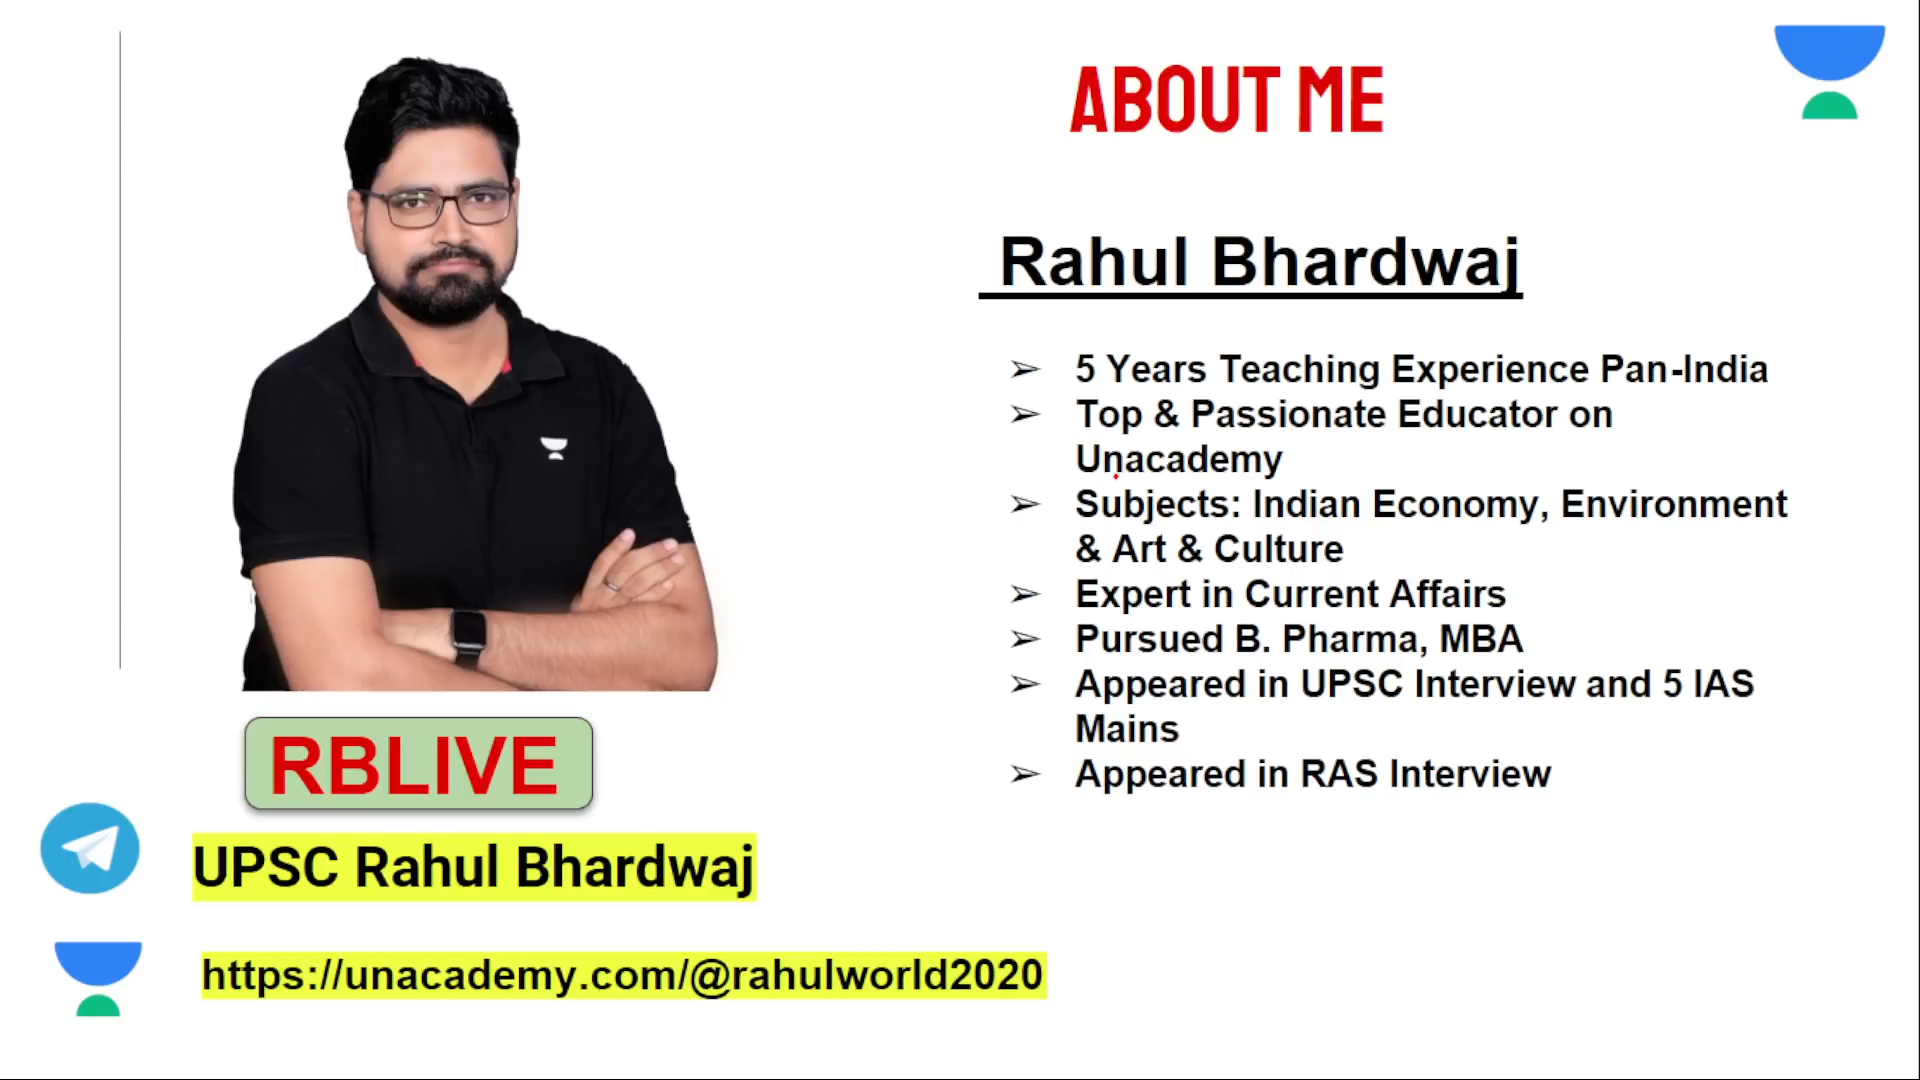 ABOUT ME
Rahul Bhardwaj
➢ 5 Years Teaching Experience Pan-India
➢ Top & Passionate Educator on
Unacademy
➢ Subjects: Indian Economy, Environment
& Art & Culture
➢ Expert in Current Affairs
➢ Pursued B. Pharma, MBA
➢ Appeared in UPSC Interview and 5 IAS
Mains
➢ Appeared in RAS Interview
RBLIVE
UPSC Rahul Bhardwaj
https://unacademy.com/@rahulworld2020